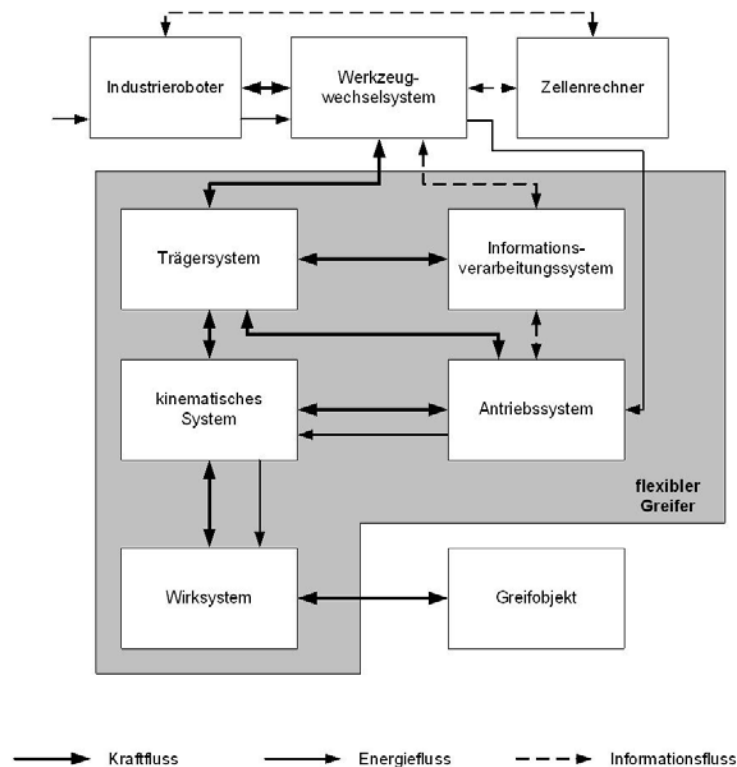 Industrieroboter
Werkzeug-
wechselsystem
Zellenrechner
Trägersystem
Informations-
verarbeitungssystem
kinematisches
System
Antriebssystem
flexibler
Greifer
Wirksystem
Greifobjekt
Kraftfluss
Energiefluss
Informationsfluss